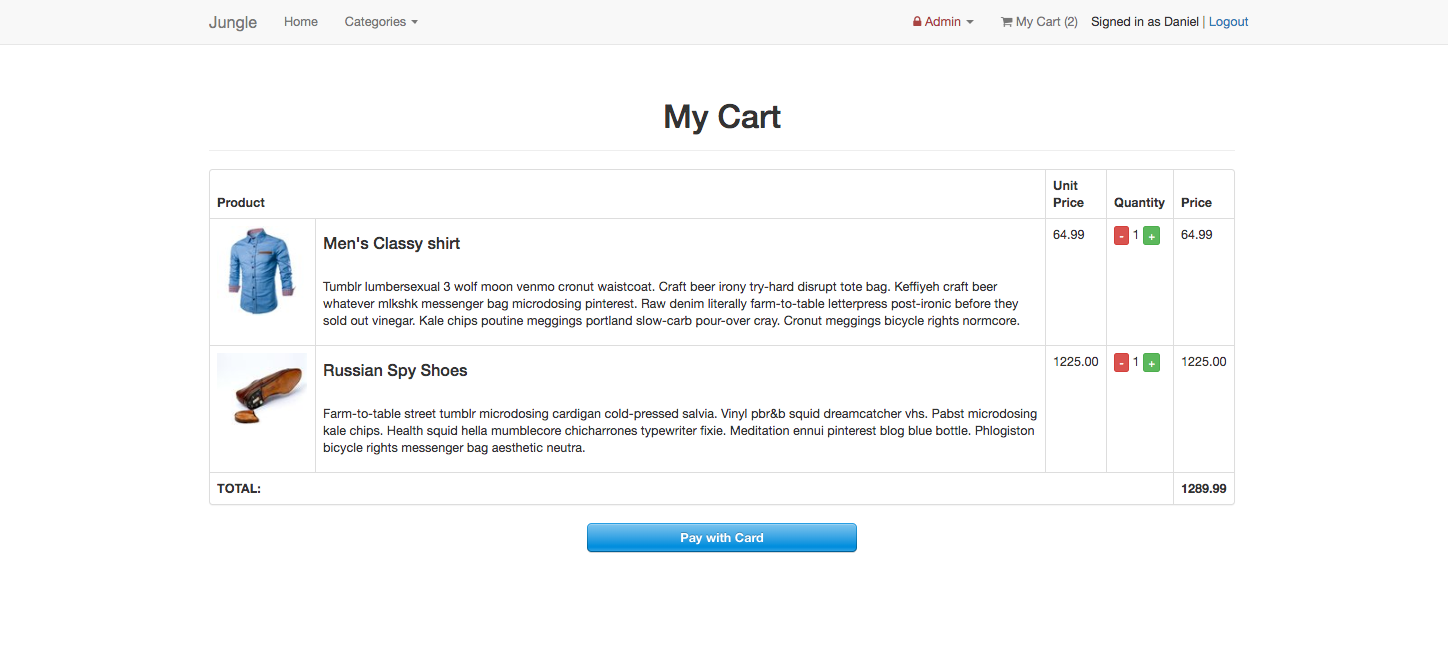 Jungle Home Categories Admin My Cart (2) Signed in as Daniel | Logout
My Cart
Product Unit Price Quantity Price
Men's Classy shirt 64.99 - 1 + 64.99
Tumblr lumbersexual 3 wolf moon venmo cronut waistcoat. Craft beer irony try-hard disrupt tote bag. Keffiyeh craft beer
whatever mlkshk messenger bag microdosing pinterest. Raw denim literally farm-to-table letterpress post-ironic before they
sold out vinegar. Kale chips poutine meggings portland slow-carb pour-over cray. Cronut meggings bicycle rights normcore.
Russian Spy Shoes 1225.00 - 1 + 1225.00
Farm-to-table street tumblr microdosing cardigan cold-pressed salvia. Vinyl pbr&b squid dreamcatcher vhs. Pabst microdosing
kale chips. Health squid hella mumblecore chicharrones typewriter fixie. Meditation ennui pinterest blog blue bottle. Phlogiston
bicycle rights messenger bag aesthetic neutra.
TOTAL: 1289.99
Pay with Card